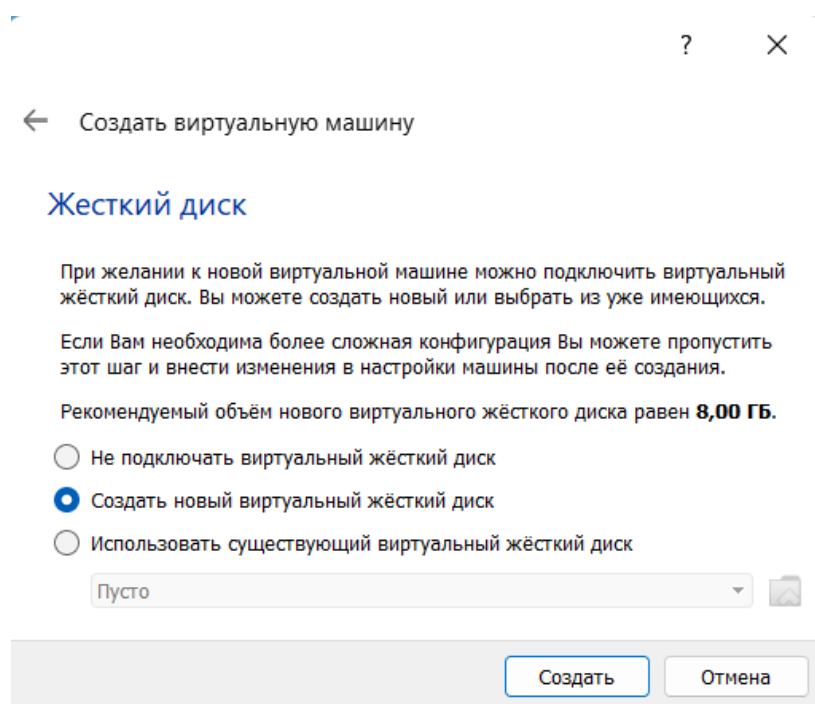 ?
Создать виртуальную машину
Жесткий диск
При желании к новой виртуальной машине можно подключить виртуальный
жёсткий диск. Вы можете создать новый или выбрать из уже имеющихся.
Если Вам необходима более сложная конфигурация Вы можете пропустить
этот шаг и внести изменения в настройки машины после её создания.
Рекомендуемый объём нового виртуального жёсткого диска равен 8,00 ГБ.
Не подключать виртуальный жёсткий диск
Создать новый виртуальный жёсткий диск
Использовать существующий виртуальный жёсткий диск
Пусто
Создать Отмена